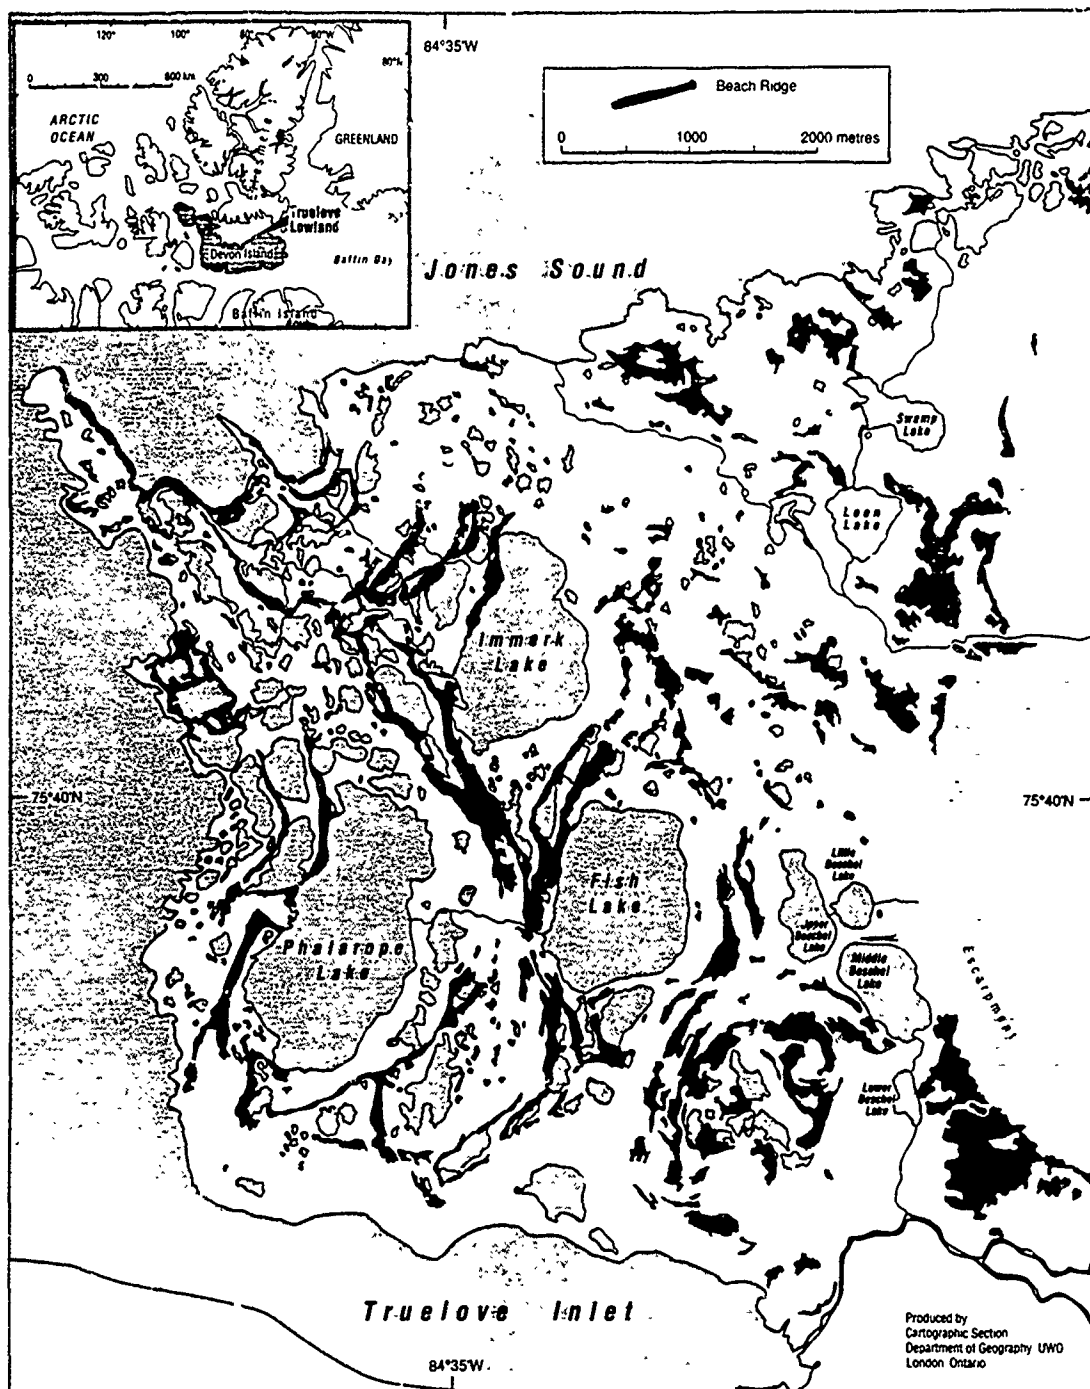 120° 100° 80° 60°W
84°35'W
80°N
0 300 600 km
ARCTIC
OCEAN
GREENLAND
Ellesmere
Truelove
Lowland
Devon Island
Baffin Bay
Baffin Island
Beach Ridge
0 1000 2000 metres
Jones Sound
Swamp
Lake
Loon
Lake
Immerk
Lake
75°40'N
75°40'N
Little
Beschel
Lake
Fish
Lake
Upper
Beschel
Lake
Phalarope
Lake
Middle
Beschel
Lake
Escarpment
Lower
Beschel
Lake
Truelove Inlet
84°35'W
Produced by
Cartographic Section
Department of Geography UWO
London Ontario